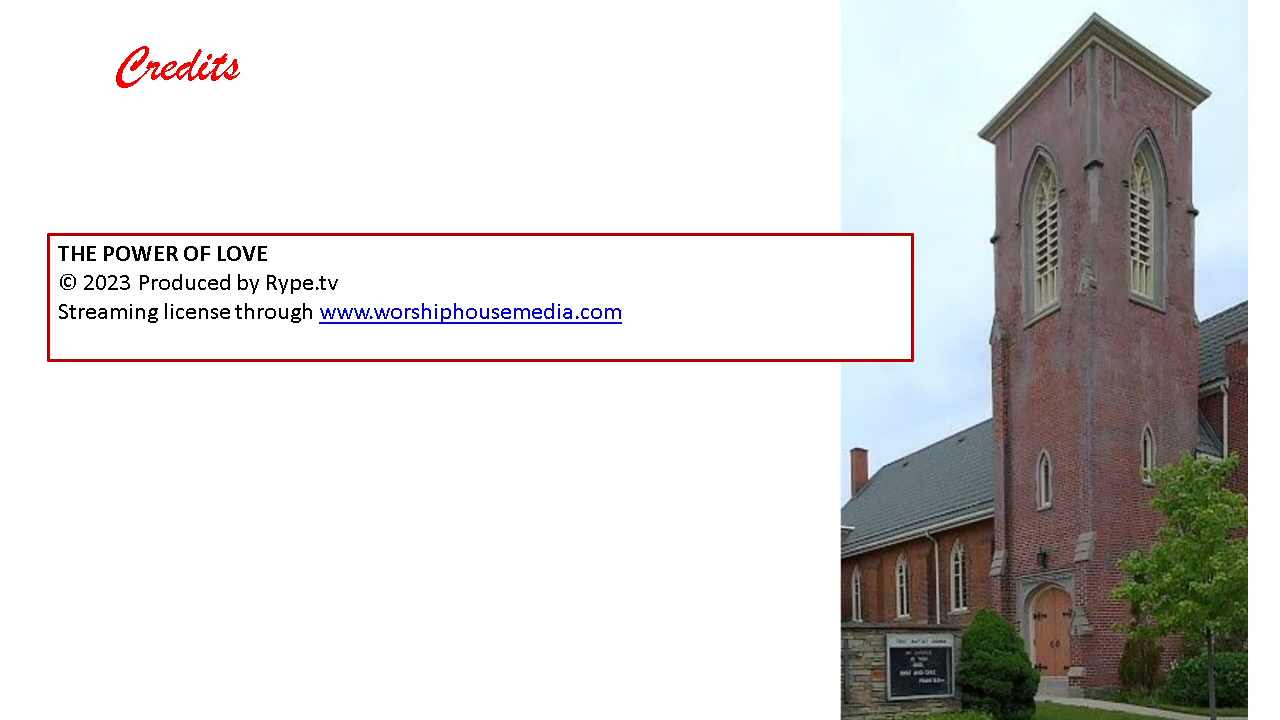 Credits
THE POWER OF LOVE
© 2023 Produced by Rype.tv
Streaming license through www.worshiphousemedia.com